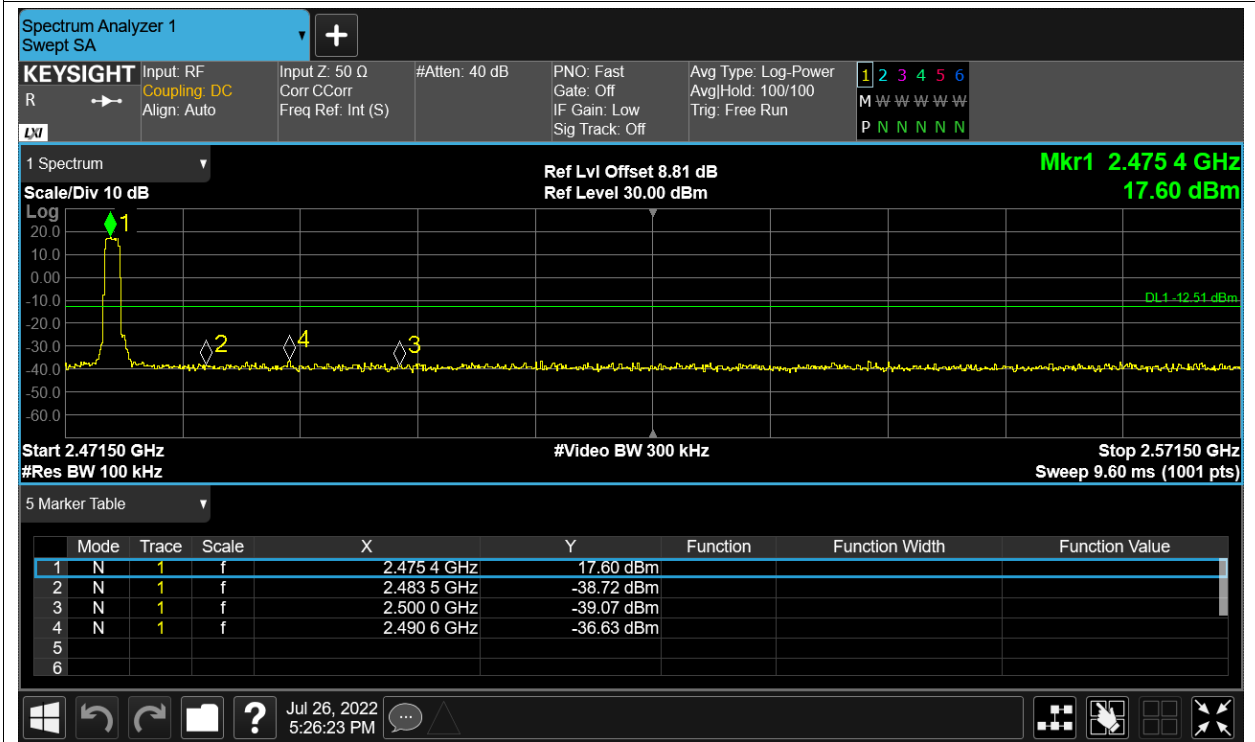 Spectrum Analyzer 1
Swept SA
+
KEYSIGHT Input: RF Input Z: 50 Ω #Atten: 40 dB PNO: Fast Avg Type: Log-Power 1 2 3 4 5 6
R Coupling: DC Corr CCorr Gate: Off Avg|Hold: 100/100 M W W W W W
Align: Auto Freq Ref: Int (S) IF Gain: Low Trig: Free Run
LXI Sig Track: Off P N N N N N
1 Spectrum Ref Lvl Offset 8.81 dB Mkr1 2.475 4 GHz
Scale/Div 10 dB Ref Level 30.00 dBm 17.60 dBm
Log
1
20.0
10.0
0.00
-10.0 DL1 -12.51 dBm
-20.0
-30.0 2 4 3
-40.0
-50.0
-60.0
Start 2.47150 GHz #Video BW 300 kHz Stop 2.57150 GHz
#Res BW 100 kHz Sweep 9.60 ms (1001 pts)
5 Marker Table
Mode Trace Scale X Y Function Function Width Function Value
1 N 1 f 2.475 4 GHz 17.60 dBm
2 N 1 f 2.483 5 GHz -38.72 dBm
3 N 1 f 2.500 0 GHz -39.07 dBm
4 N 1 f 2.490 6 GHz -36.63 dBm
5
6
? Jul 26, 2022
5:26:23 PM